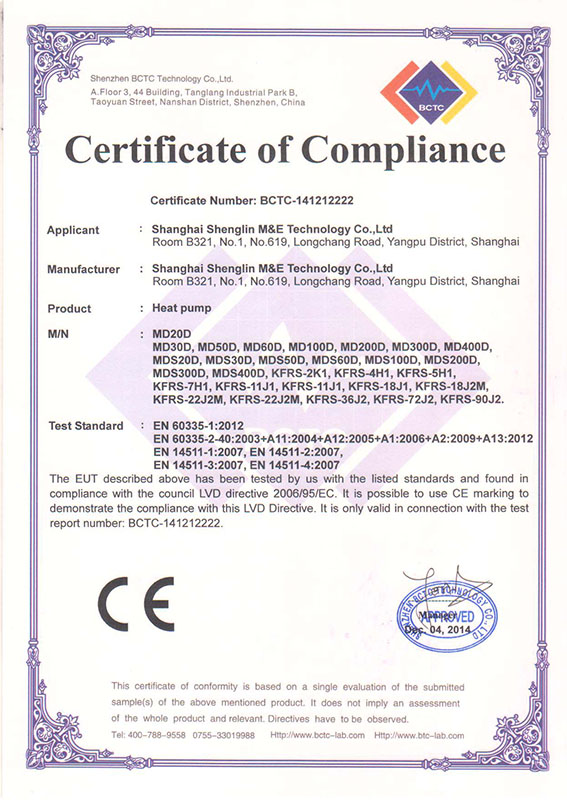 Shenzhen BCTC Technology Co.,Ltd.
A.Floor 3, 44 Building, Tanglang Industrial Park B,
Taoyuan Street, Nanshan District, Shenzhen, China
BCTC
Certificate of Compliance
Certificate Number: BCTC-141212222
Applicant : Shanghai Shenglin M&E Technology Co.,Ltd
Room B321, No.1, No.619, Longchang Road, Yangpu District, Shanghai
Manufacturer : Shanghai Shenglin M&E Technology Co.,Ltd
Room B321, No.1, No.619, Longchang Road, Yangpu District, Shanghai
Product : Heat pump
M/N : MD20D
MD30D, MD50D, MD60D, MD100D, MD200D, MD300D, MD400D,
MDS20D, MDS30D, MDS50D, MDS60D, MDS100D, MDS200D,
MDS300D, MDS400D, KFRS-2K1, KFRS-4H1, KFRS-5H1,
KFRS-7H1, KFRS-11J1, KFRS-11J1, KFRS-18J1, KFRS-18J2M,
KFRS-22J2M, KFRS-22J2M, KFRS-36J2, KFRS-72J2, KFRS-90J2.
Test Standard : EN 60335-1:2012
EN 60335-2-40:2003+A11:2004+A12:2005+A1:2006+A2:2009+A13:2012
EN 14511-1:2007, EN 14511-2:2007,
EN 14511-3:2007, EN 14511-4:2007
The EUT described above has been tested by us with the listed standards and found in
compliance with the council LVD directive 2006/95/EC. It is possible to use CE marking to
demonstrate the compliance with this LVD Directive. It is only valid in connection with the test
report number: BCTC-141212222.
CE
SHENZHEN BCTC TECHNOLOGY CO., LTD
Manager
APPROVED
Dec. 04, 2014
This certificate of conformity is based on a single evaluation of the submitted
sample(s) of the above mentioned product. It does not imply an assessment
of the whole product and relevant. Directives have to be observed.
Tel: 400-788-9558 0755-33019988 Http://www.bctc-lab.com Http://www.btc-lab.com